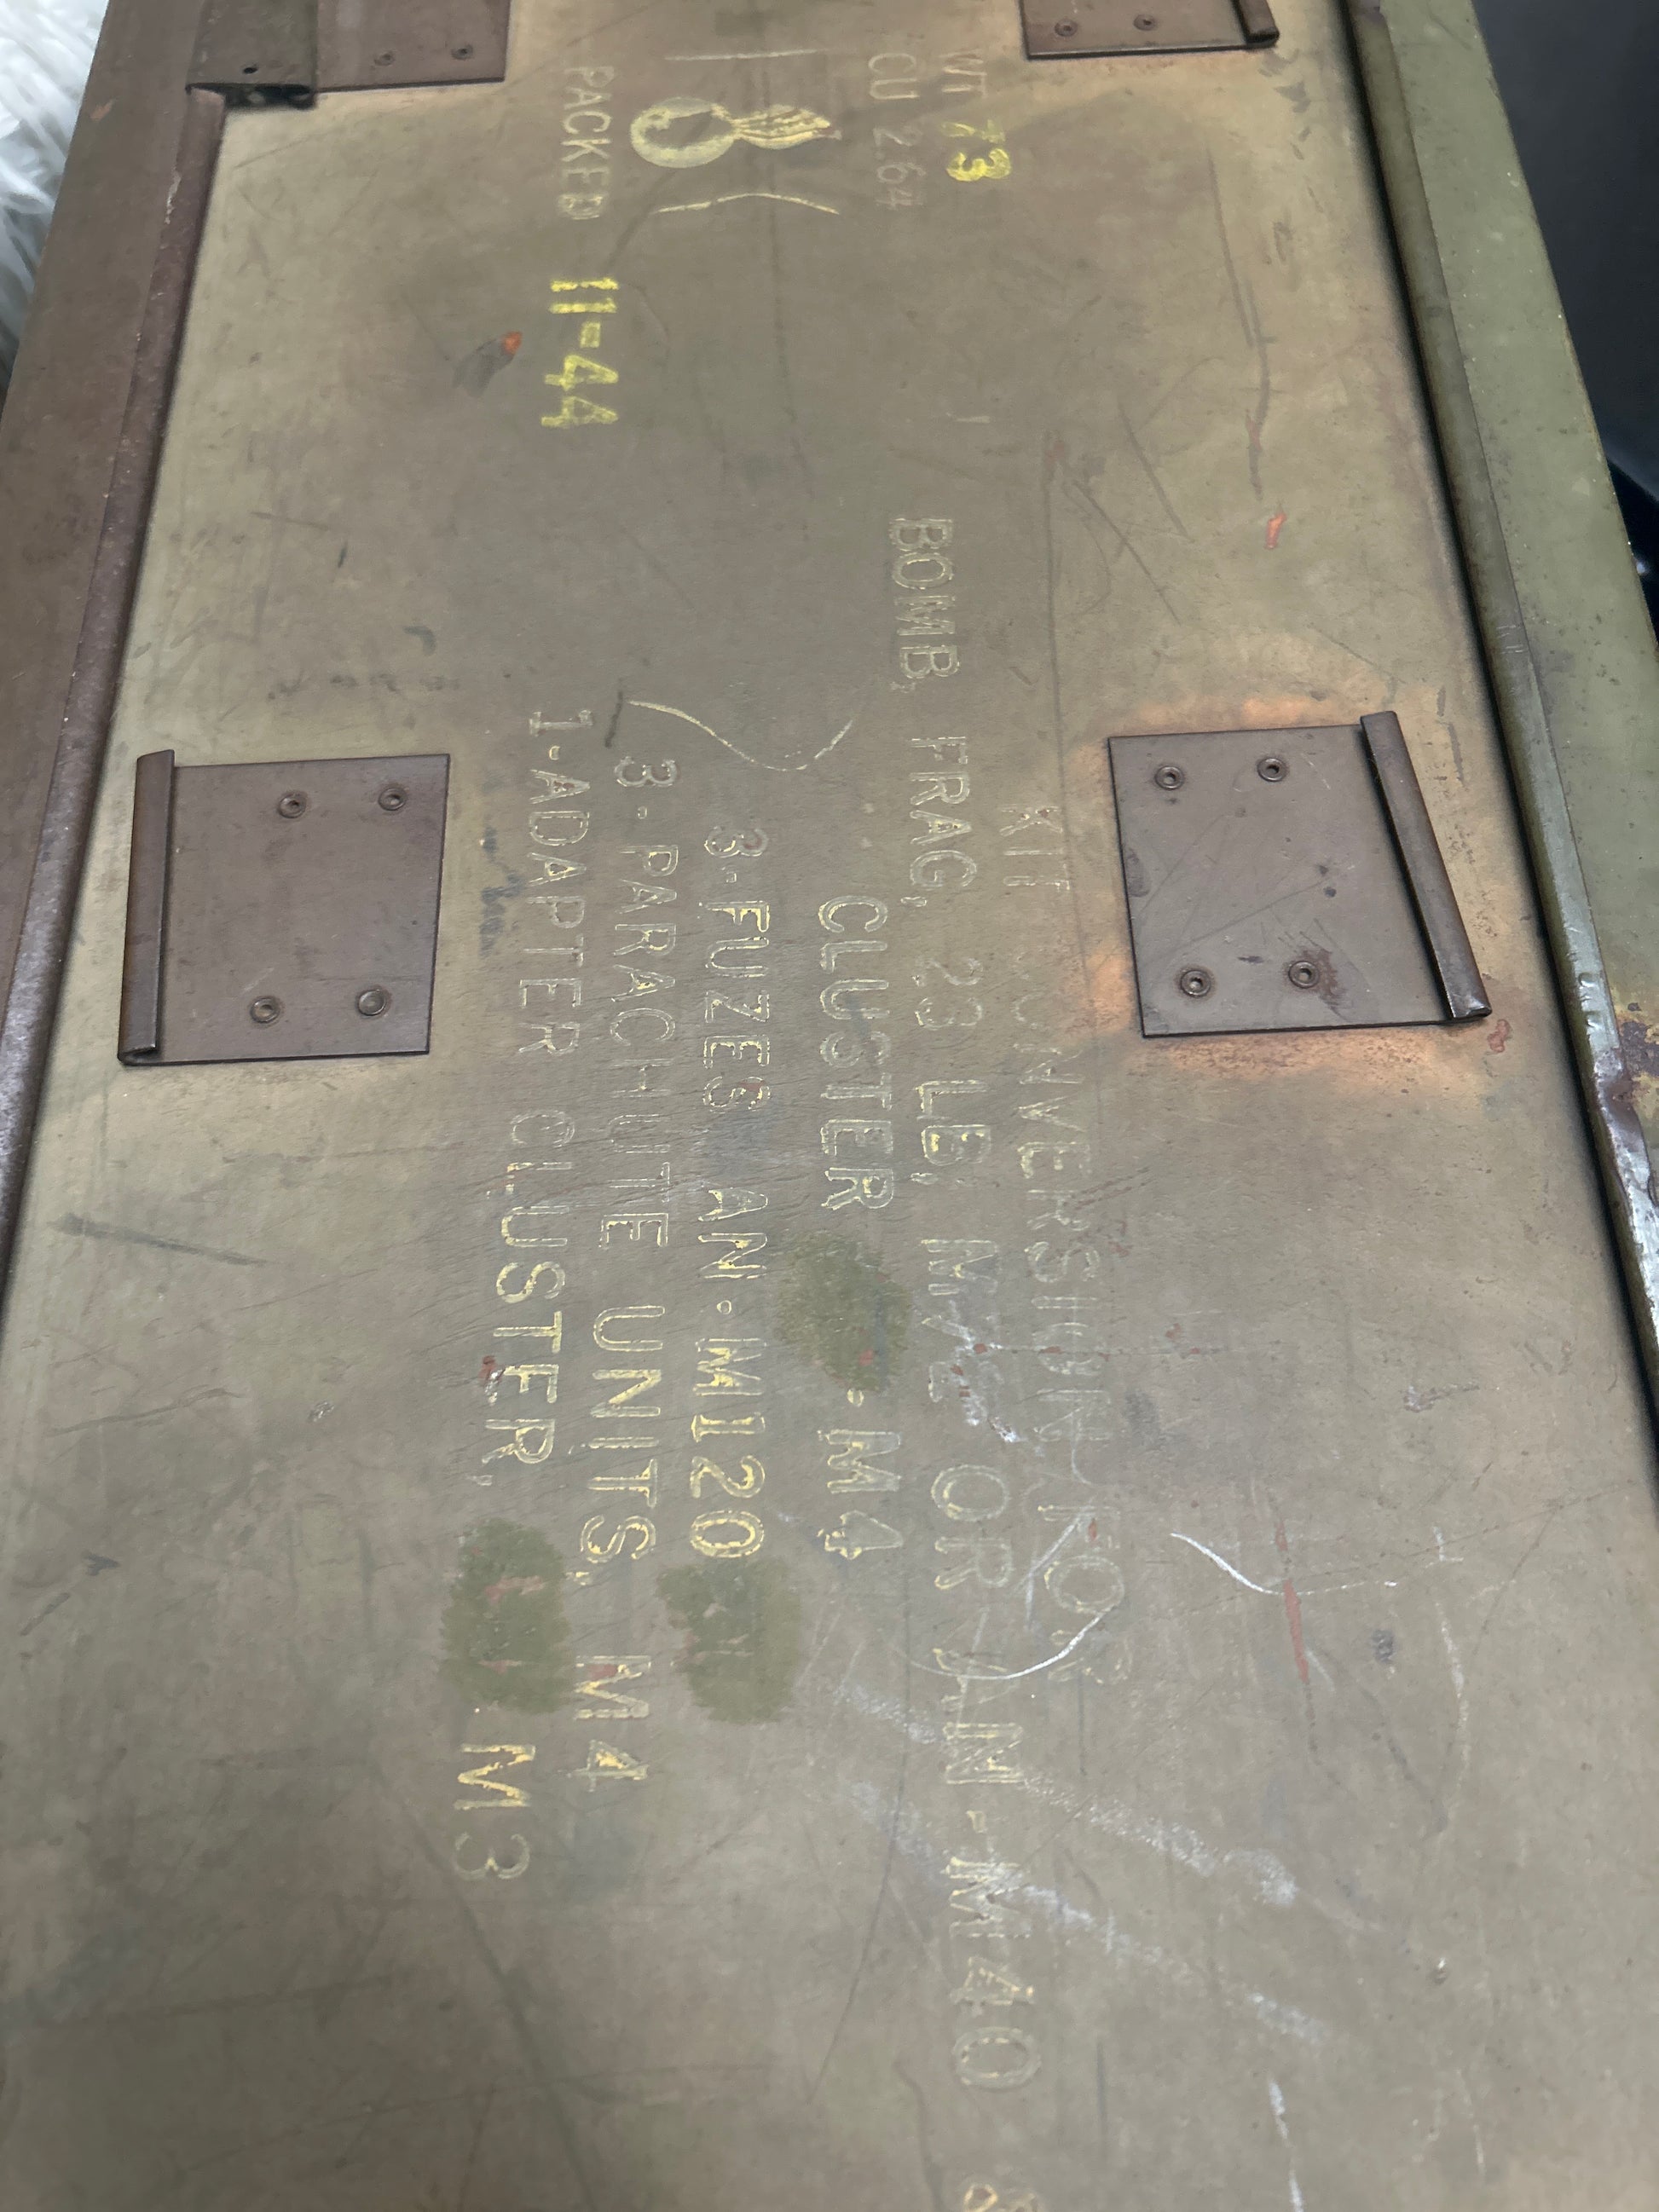 KIT CONVERSION FOR
BOMB, FRAG, 23 LB, M72 OR AN-M40 &
CLUSTER · M4
3-FUZES AN·M120
3-PARACHUTE UNITS, M4
1-ADAPTER CLUSTER, M3
WT 73
CU 2.64
PACKED 11-44